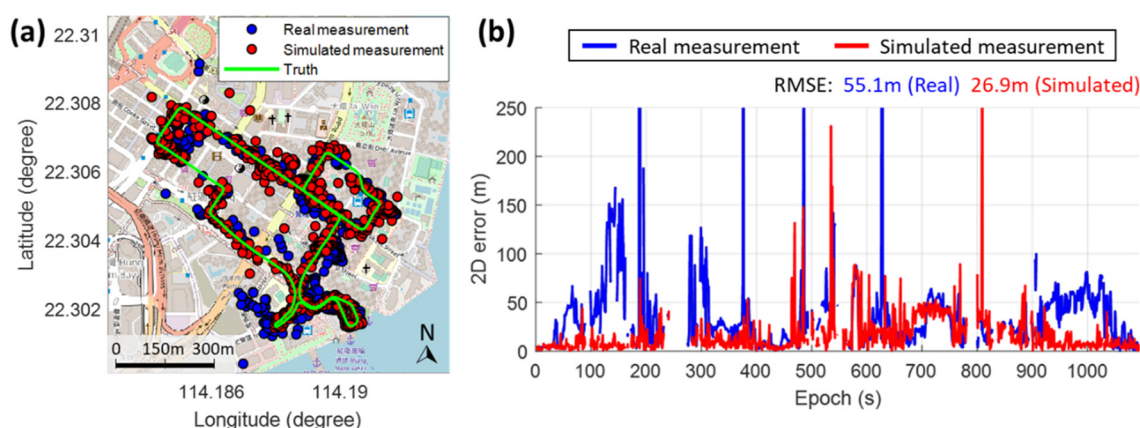 (a)
22.31
22.308
22.306
22.304
22.302
Latitude (degree)
Real measurement
Simulated measurement
Truth
0 150m 300m
N
114.186 114.19
Longitude (degree)
(b)
Real measurement Simulated measurement
RMSE: 55.1m (Real) 26.9m (Simulated)
250
200
150
100
50
0
2D error (m)
0 100 200 300 400 500 600 700 800 900 1000
Epoch (s)